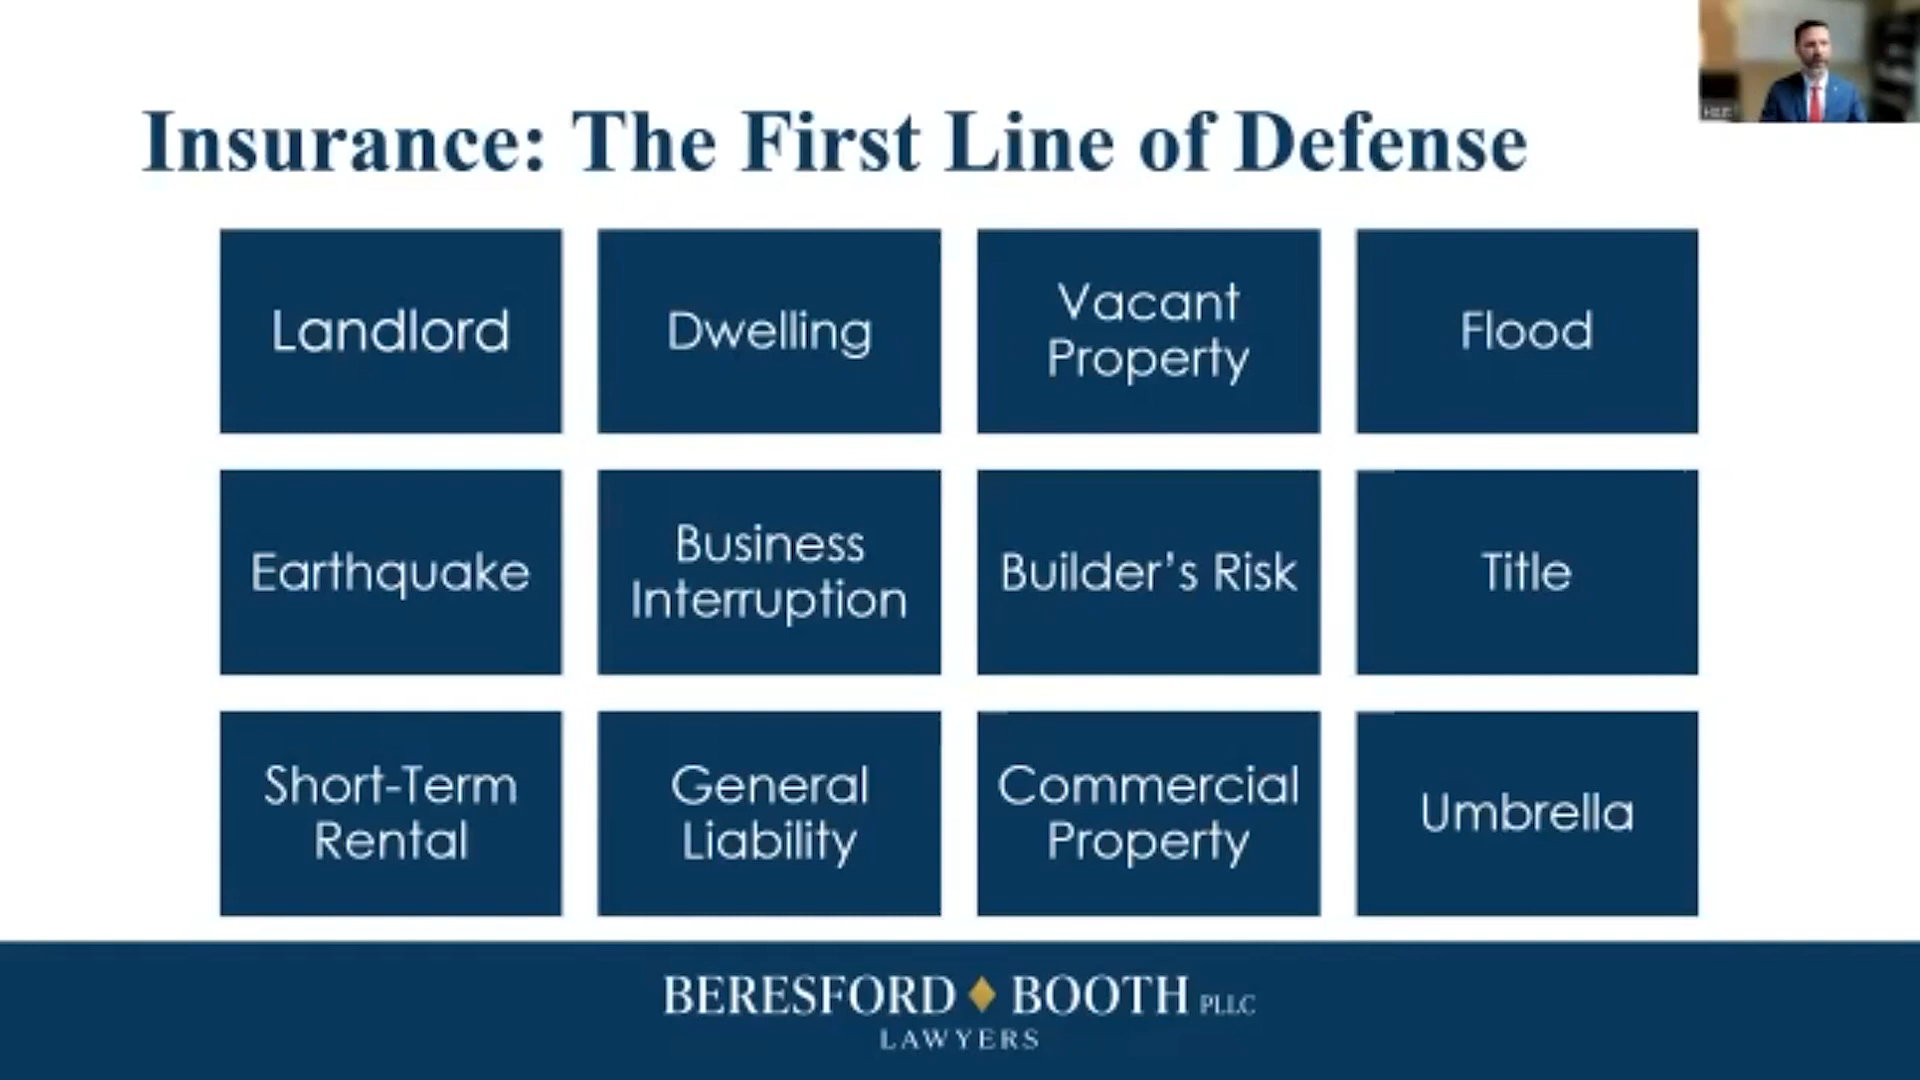 Insurance: The First Line of Defense
Landlord
Dwelling
Vacant
Property
Flood
Earthquake
Business
Interruption
Builder’s Risk
Title
Short-Term
Rental
General
Liability
Commercial
Property
Umbrella
BERESFORD BOOTH PLLC
LAWYERS